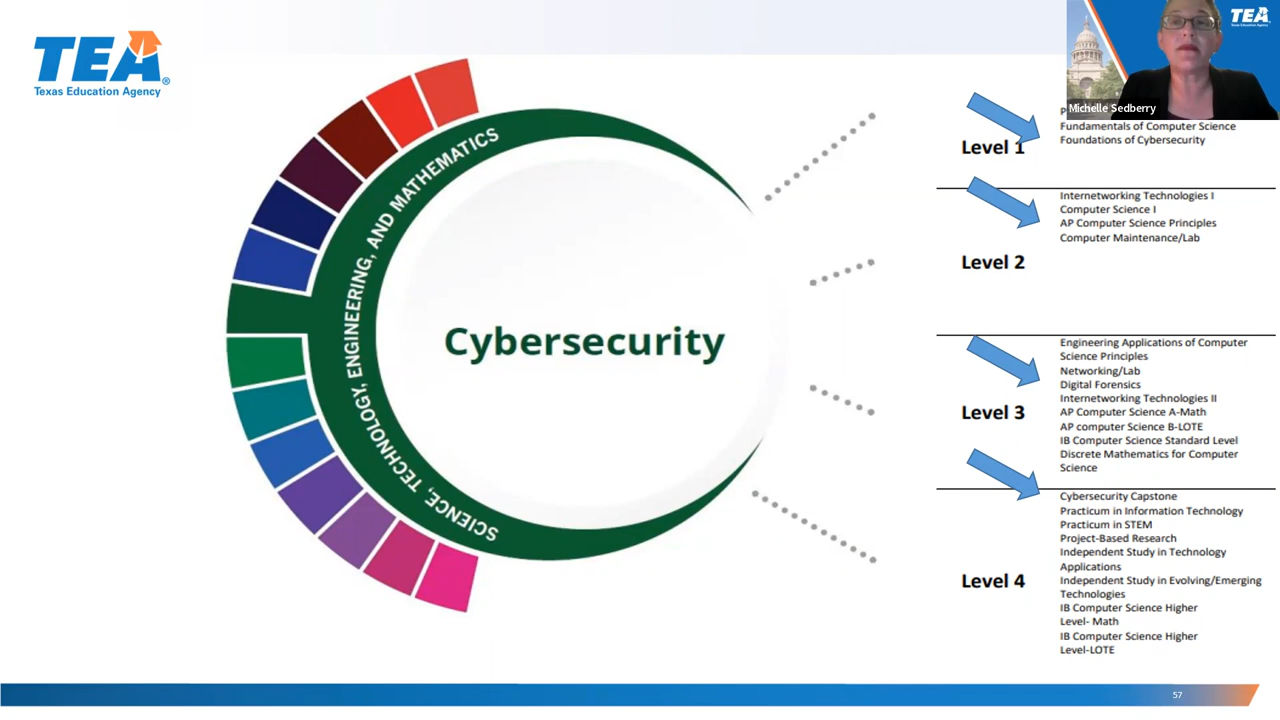 TEA
Texas Education Agency
TEA
Texas Education Agency
Michelle Sedberry
SCIENCE, TECHNOLOGY, ENGINEERING, AND MATHEMATICS
Cybersecurity
Level 1
Fundamentals of Computer Science
Foundations of Cybersecurity
Level 2
Internetworking Technologies I
Computer Science I
AP Computer Science Principles
Computer Maintenance/Lab
Level 3
Engineering Applications of Computer
Science Principles
Networking/Lab
Digital Forensics
Internetworking Technologies II
AP Computer Science A-Math
AP computer Science B-LOTE
IB Computer Science Standard Level
Discrete Mathematics for Computer
Science
Level 4
Cybersecurity Capstone
Practicum in Information Technology
Practicum in STEM
Project-Based Research
Independent Study in Technology
Applications
Independent Study in Evolving/Emerging
Technologies
IB Computer Science Higher
Level- Math
IB Computer Science Higher
Level-LOTE
57